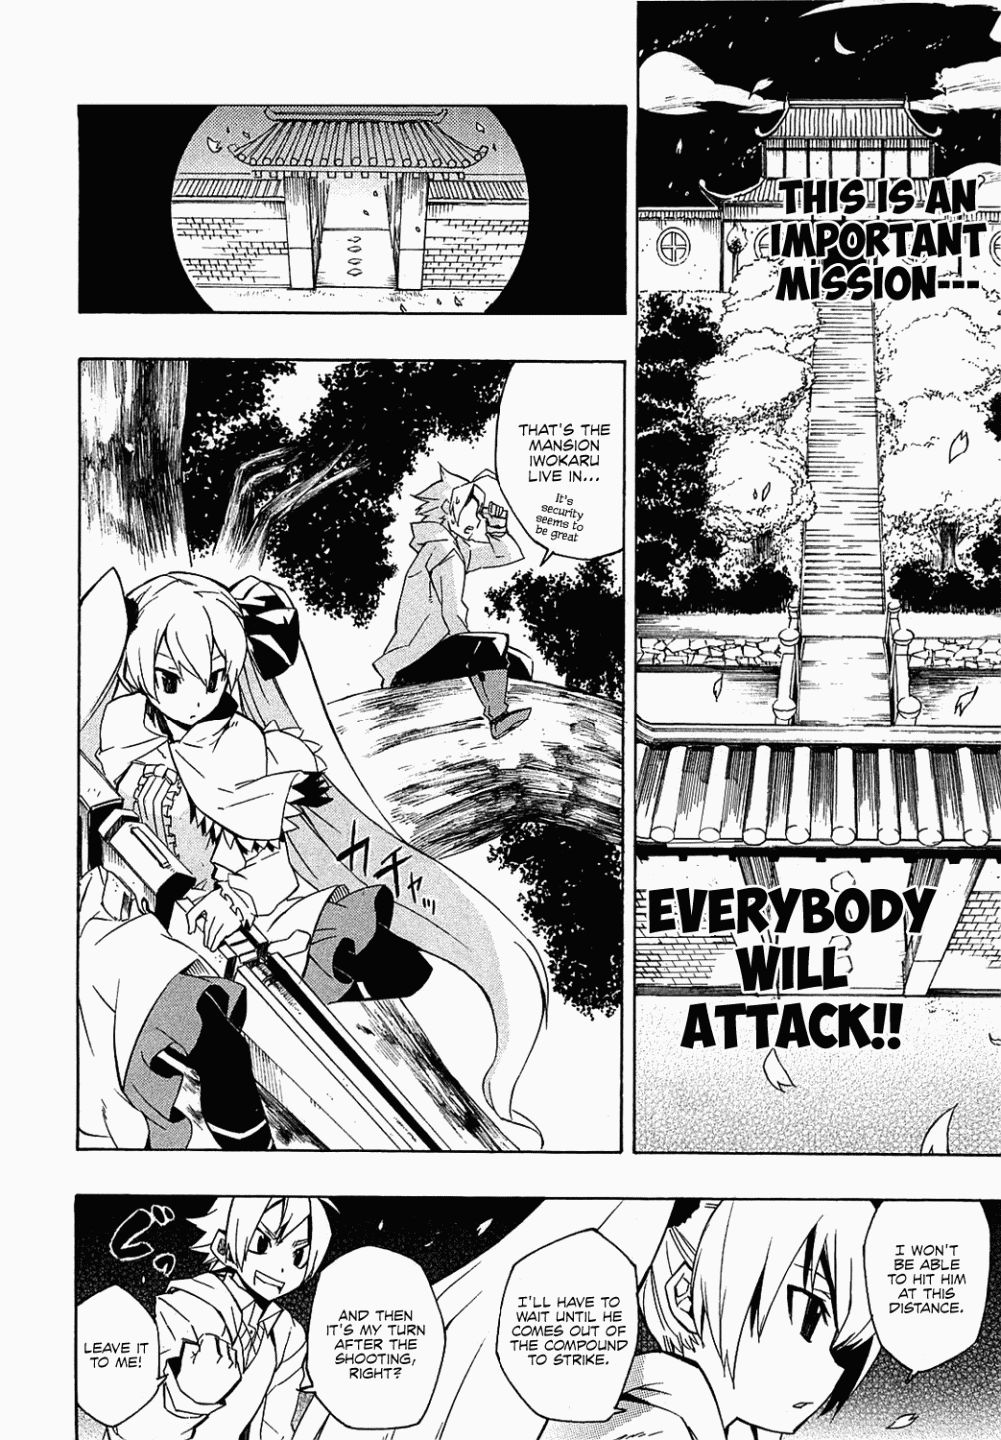 THIS IS AN
IMPORTANT
MISSION---
EVERYBODY
WILL
ATTACK!!
THAT'S THE
MANSION
IWOKARU
LIVE IN...
It's
security
seems to
be great
ガチャッ
I WON'T
BE ABLE
TO HIT HIM
AT THIS
DISTANCE.
I'LL HAVE TO
WAIT UNTIL HE
COMES OUT OF
THE COMPOUND
TO STRIKE.
AND THEN
IT'S MY TURN
AFTER THE
SHOOTING,
RIGHT?
LEAVE IT
TO ME!